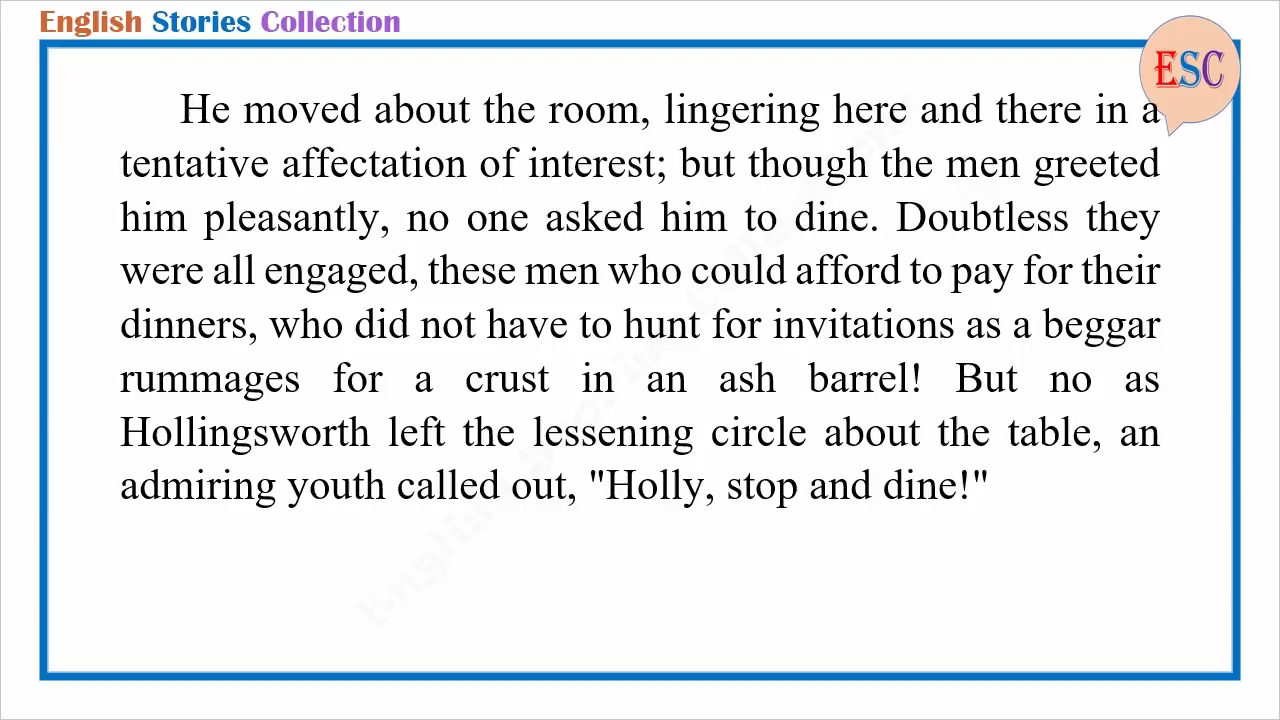 English Stories Collection
ESC
He moved about the room, lingering here and there in a
tentative affectation of interest; but though the men greeted
him pleasantly, no one asked him to dine. Doubtless they
were all engaged, these men who could afford to pay for their
dinners, who did not have to hunt for invitations as a beggar
rummages for a crust in an ash barrel! But no as
Hollingsworth left the lessening circle about the table, an
admiring youth called out, "Holly, stop and dine!"